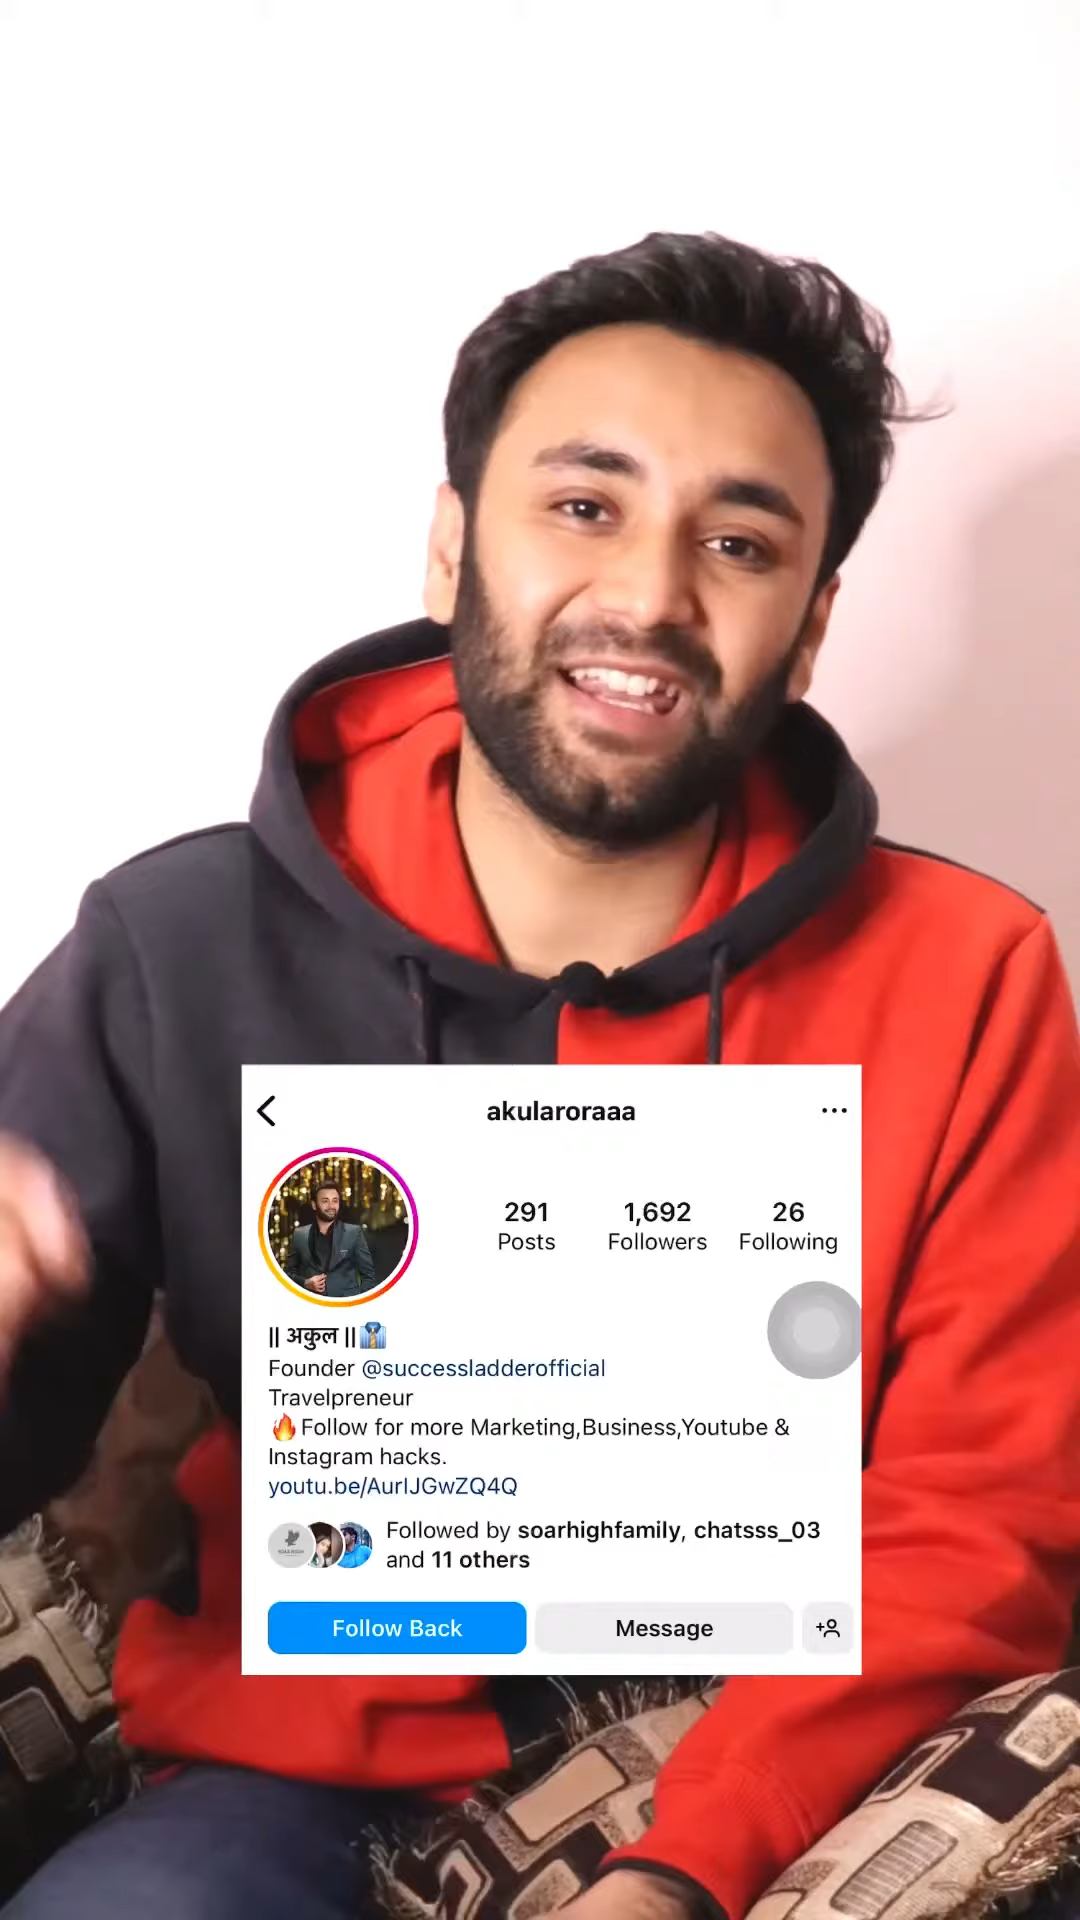 akularoraaa
291 1,692 26
Posts Followers Following
|| अकुल ||👔
Founder @successladderofficial
Travelpreneur
🔥Follow for more Marketing,Business,Youtube &
Instagram hacks.
youtu.be/AurIJGwZQ4Q
Followed by soarhighfamily, chatsss_03
and 11 others
Follow Back Message